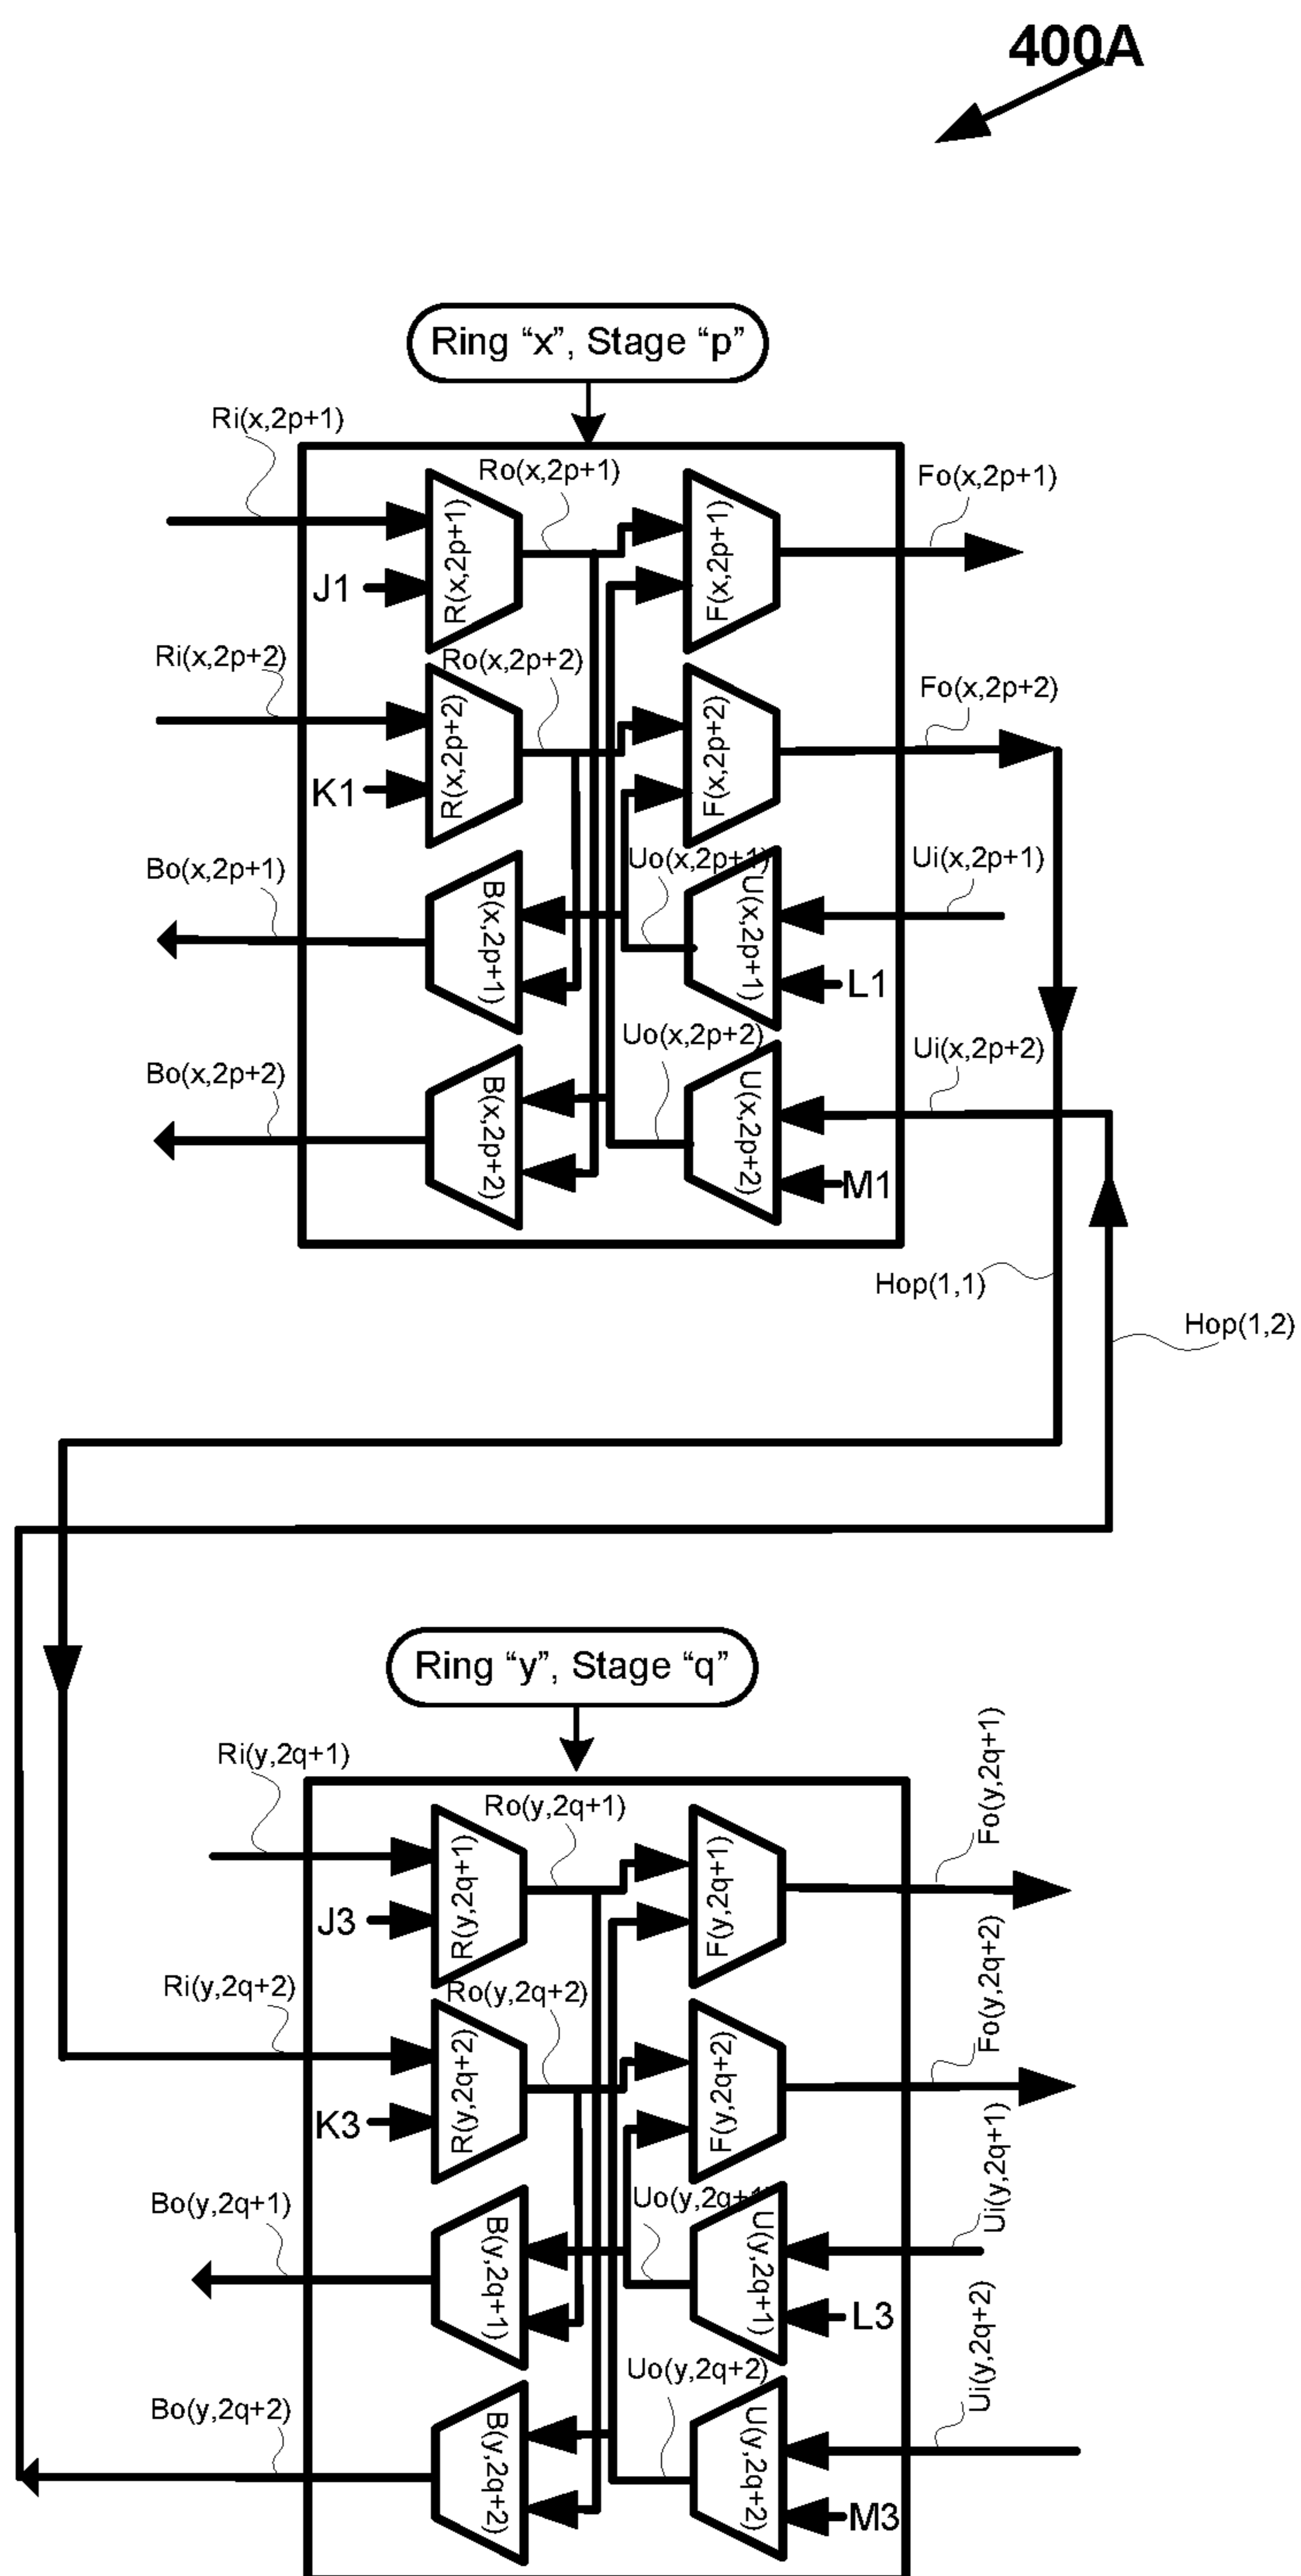 400A
Ring “x”, Stage “p”
Ri(x,2p+1)
Ro(x,2p+1)
Fo(x,2p+1)
R(x,2p+1)
F(x,2p+1)
J1
Ri(x,2p+2)
Ro(x,2p+2)
Fo(x,2p+2)
R(x,2p+2)
F(x,2p+2)
K1
Bo(x,2p+1)
Uo(x,2p+1)
Ui(x,2p+1)
B(x,2p+1)
U(x,2p+1)
L1
Bo(x,2p+2)
Uo(x,2p+2)
Ui(x,2p+2)
B(x,2p+2)
U(x,2p+2)
M1
Hop(1,1)
Hop(1,2)
Ring “y”, Stage “q”
Ri(y,2q+1)
Ro(y,2q+1)
Fo(y,2q+1)
R(y,2q+1)
F(y,2q+1)
J3
Ri(y,2q+2)
Ro(y,2q+2)
Fo(y,2q+2)
R(y,2q+2)
F(y,2q+2)
K3
Bo(y,2q+1)
Uo(y,2q+1)
Ui(y,2q+1)
B(y,2q+1)
U(y,2q+1)
L3
Bo(y,2q+2)
Uo(y,2q+2)
Ui(y,2q+2)
B(y,2q+2)
U(y,2q+2)
M3